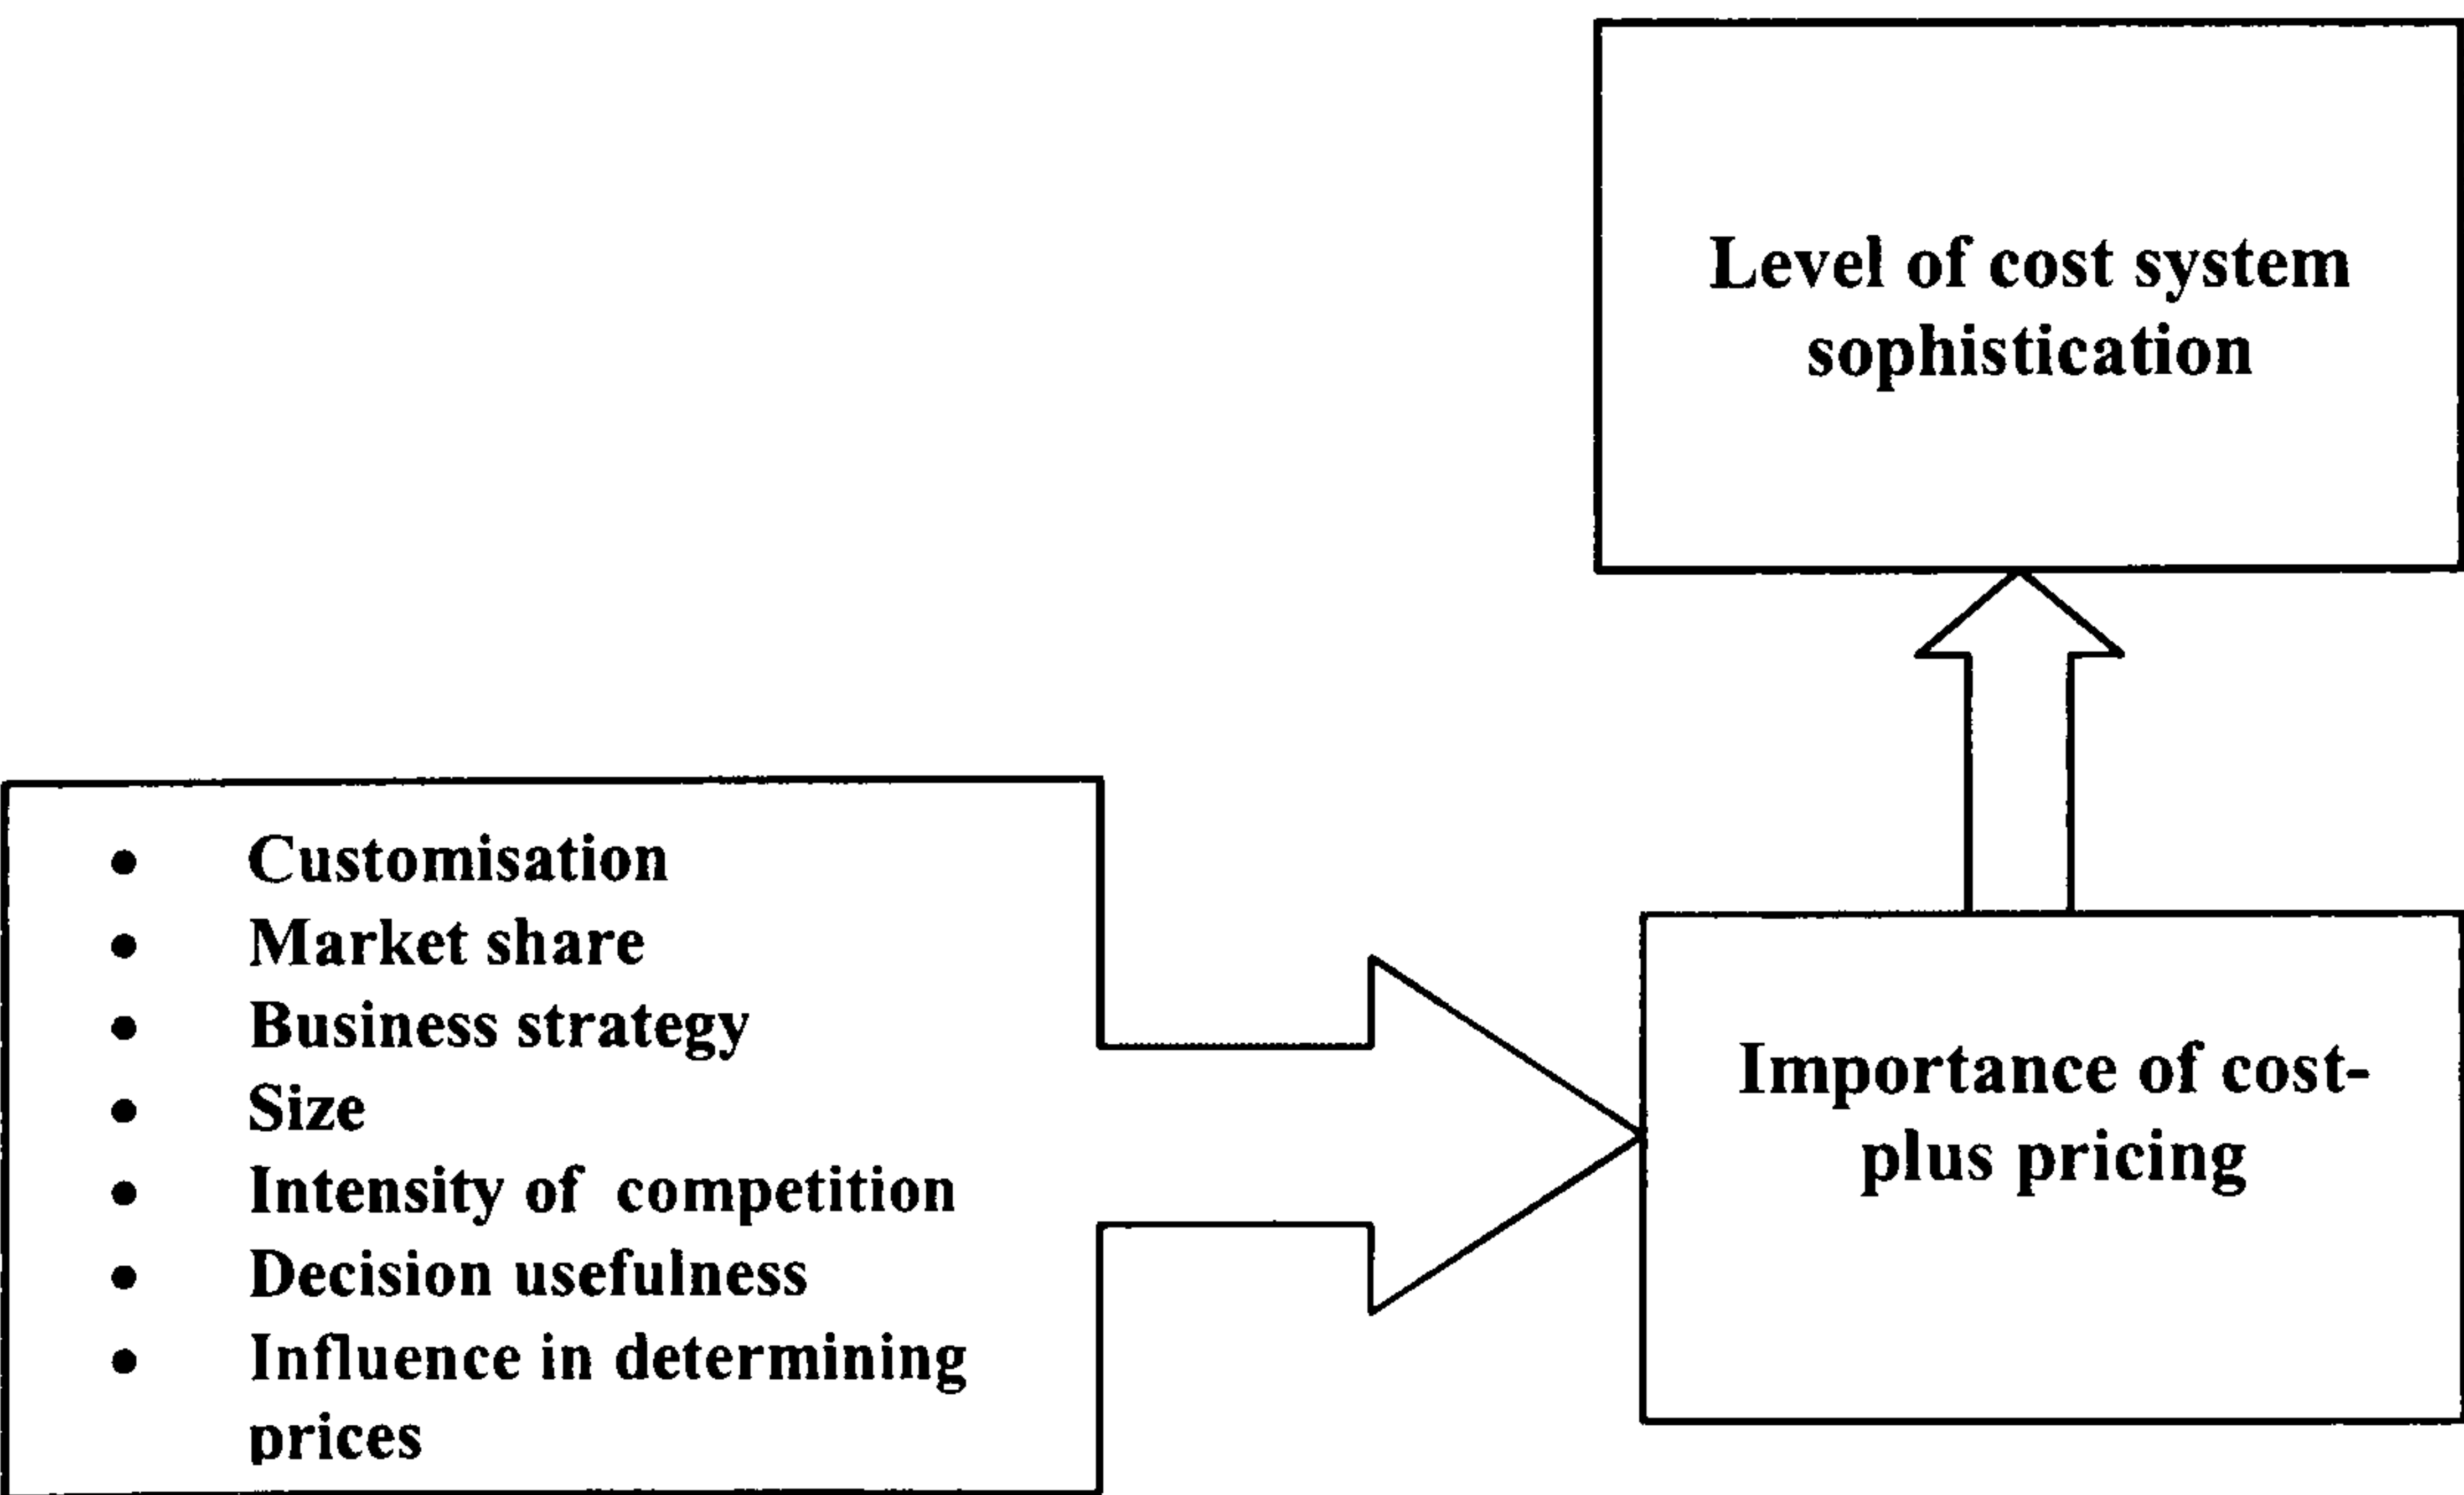 Level of cost system
sophistication
• Customisation
• Market share
• Business strategy
• Size
• Intensity of competition
• Decision usefulness
• Influence in determining
prices
Importance of cost-
plus pricing